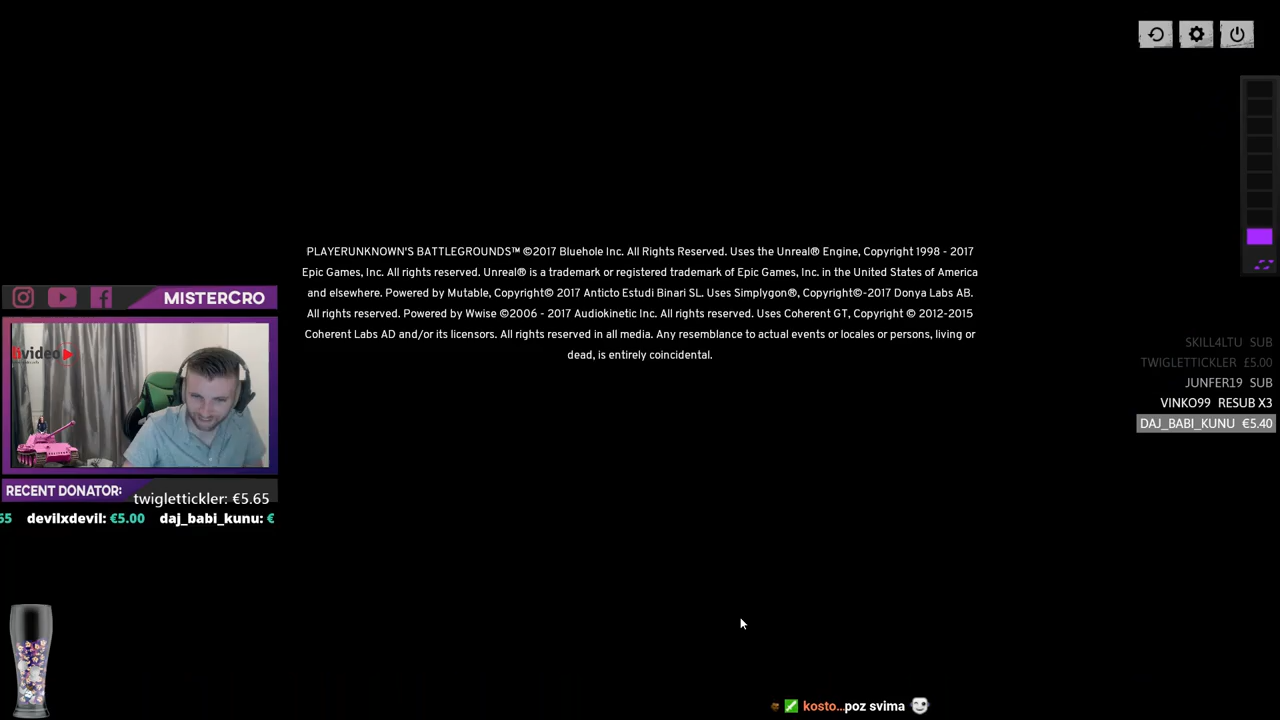 PLAYERUNKNOWN'S BATTLEGROUNDS™ ©2017 Bluehole Inc. All Rights Reserved. Uses the Unreal® Engine, Copyright 1998 - 2017
Epic Games, Inc. All rights reserved. Unreal® is a trademark or registered trademark of Epic Games, Inc. in the United States of America
and elsewhere. Powered by Mutable, Copyright© 2017 Anticto Estudi Binari SL. Uses Simplygon®, Copyright©-2017 Donya Labs AB.
All rights reserved. Powered by Wwise ©2006 - 2017 Audiokinetic Inc. All rights reserved. Uses Coherent GT, Copyright © 2012-2015
Coherent Labs AD and/or its licensors. All rights reserved in all media. Any resemblance to actual events or locales or persons, living or
dead, is entirely coincidental.
MISTERCRO
hvideo
RECENT DONATOR:
twiglettickler: €5.65
55 devilxdevil: €5.00 daj_babi_kunu: €
SKILL4LTU SUB
TWIGLETTICKLER £5.00
JUNFER19 SUB
VINKO99 RESUB X3
DAJ_BABI_KUNU €5.40
kosto…poz svima